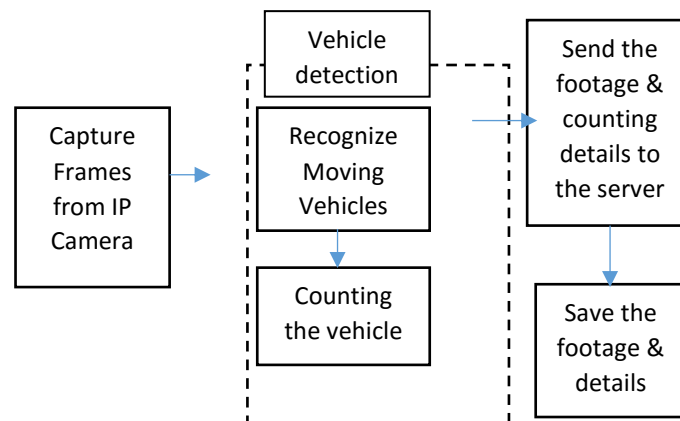 Capture
Frames
from IP
Camera
Vehicle
detection
Recognize
Moving
Vehicles
Counting
the vehicle
Send the
footage &
counting
details to
the server
Save the
footage &
details